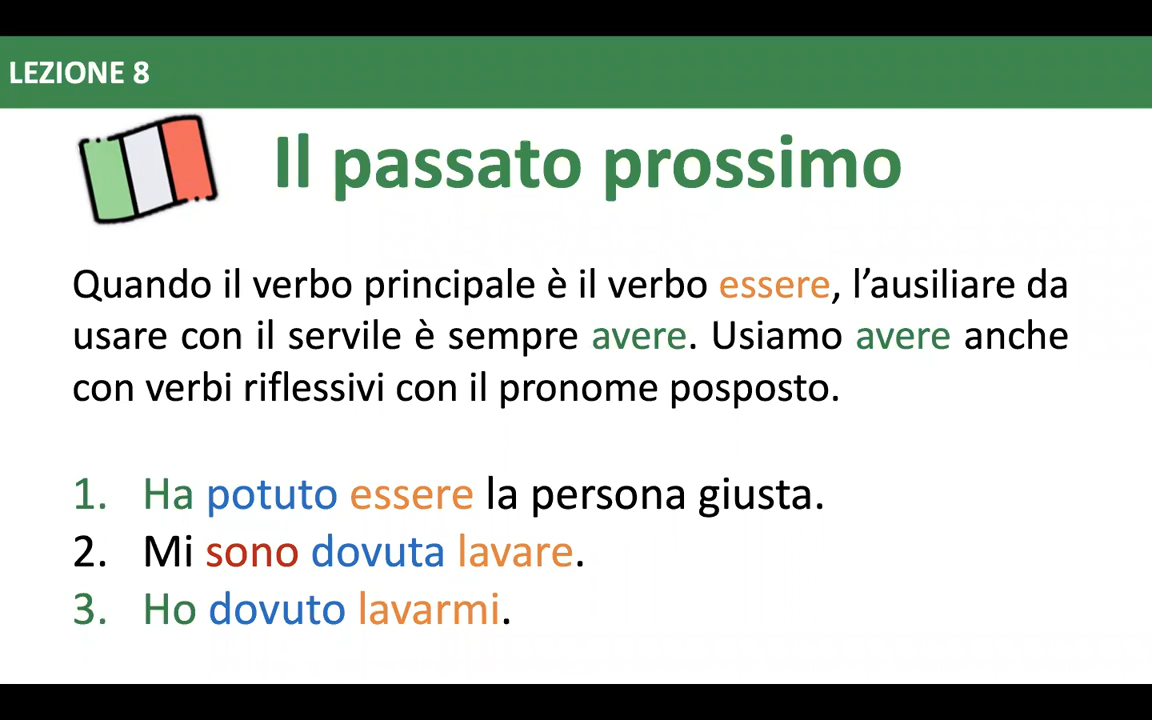 LEZIONE 8
Il passato prossimo
Quando il verbo principale è il verbo essere, l’ausiliare da
usare con il servile è sempre avere. Usiamo avere anche
con verbi riflessivi con il pronome posposto.
1. Ha potuto essere la persona giusta.
2. Mi sono dovuta lavare.
3. Ho dovuto lavarmi.